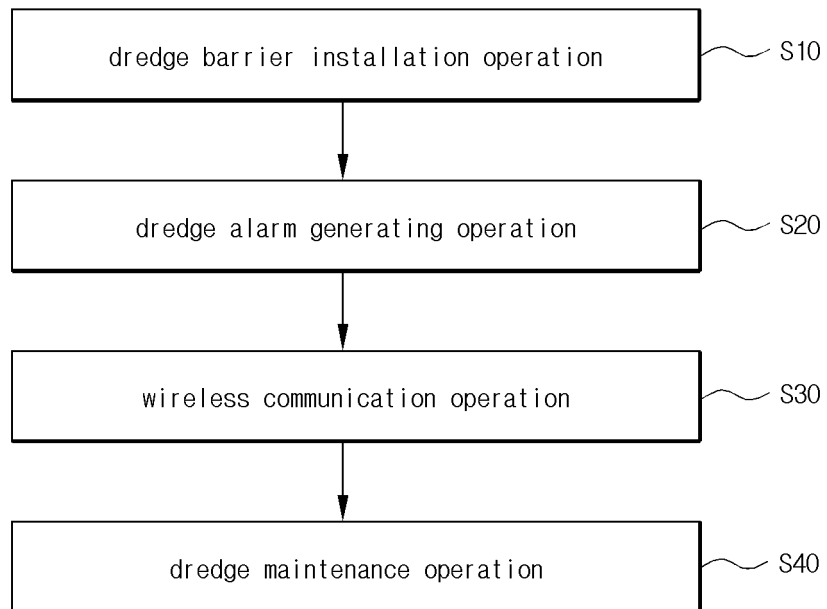 dredge barrier installation operation
S10
dredge alarm generating operation
S20
wireless communication operation
S30
dredge maintenance operation
S40